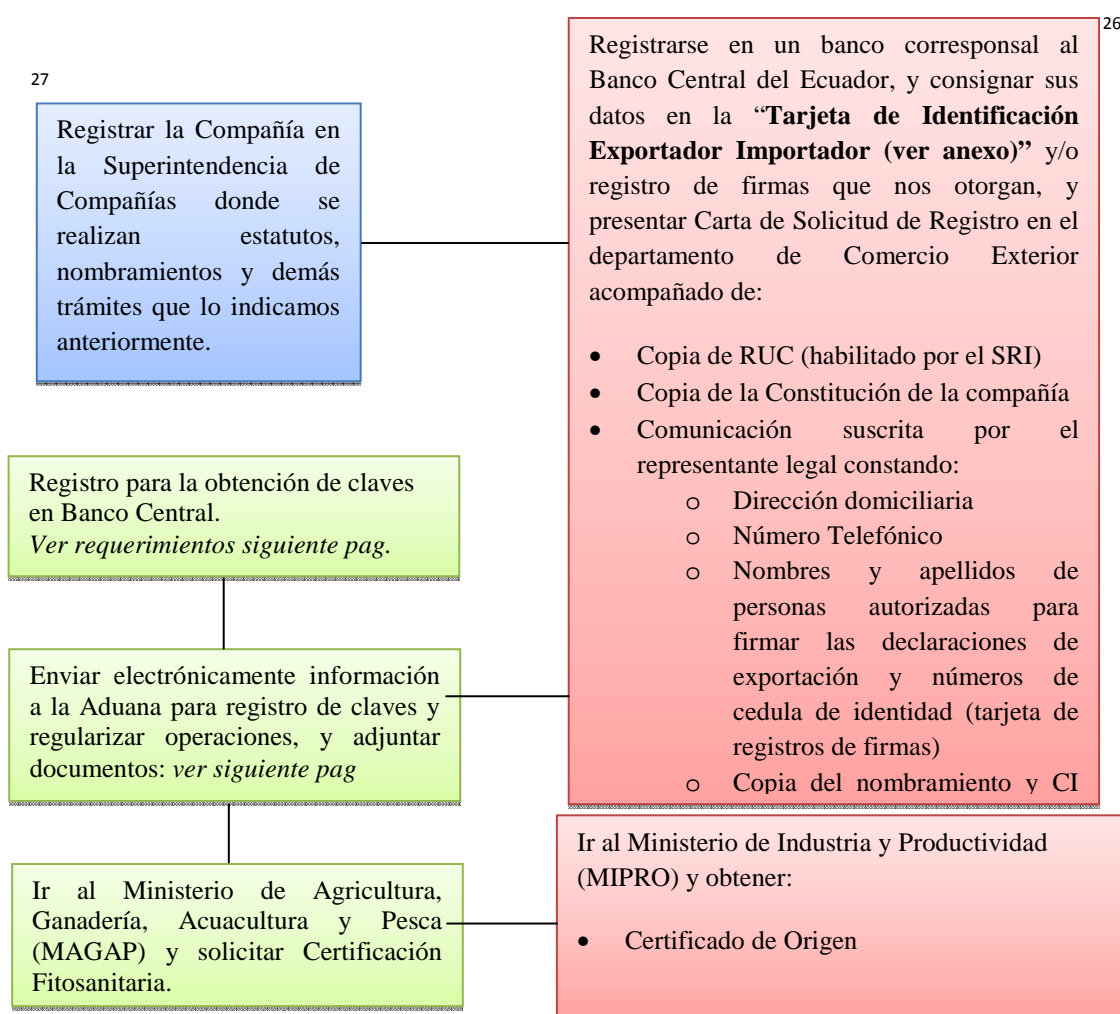 26
27
Registrar la Compañía en
la Superintendencia de
Compañías donde se
realizan estatutos,
nombramientos y demás
trámites que lo indicamos
anteriormente.
Registrarse en un banco corresponsal al
Banco Central del Ecuador, y consignar sus
datos en la “Tarjeta de Identificación
Exportador Importador (ver anexo)” y/o
registro de firmas que nos otorgan, y
presentar Carta de Solicitud de Registro en el
departamento de Comercio Exterior
acompañado de:
• Copia de RUC (habilitado por el SRI)
• Copia de la Constitución de la compañía
• Comunicación suscrita por el
representante legal constando:
o Dirección domiciliaria
o Número Telefónico
o Nombres y apellidos de
personas autorizadas para
firmar las declaraciones de
exportación y números de
cedula de identidad (tarjeta de
registros de firmas)
o Copia del nombramiento y CI
Registro para la obtención de claves
en Banco Central.
Ver requerimientos siguiente pag.
Enviar electrónicamente información
a la Aduana para registro de claves y
regularizar operaciones, y adjuntar
documentos: ver siguiente pag
Ir al Ministerio de Agricultura,
Ganadería, Acuacultura y Pesca
(MAGAP) y solicitar Certificación
Fitosanitaria.
Ir al Ministerio de Industria y Productividad
(MIPRO) y obtener:
• Certificado de Origen